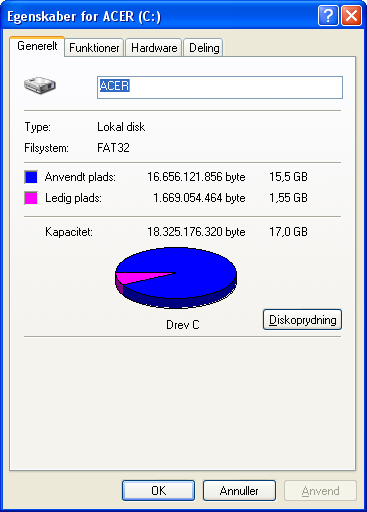 Egenskaber for ACER (C:)
Generelt Funktioner Hardware Deling
ACER
Type: Lokal disk
Filsystem: FAT32
Anvendt plads: 16.656.121.856 byte 15,5 GB
Ledig plads: 1.669.054.464 byte 1,55 GB
Kapacitet: 18.325.176.320 byte 17,0 GB
Drev C
Diskoprydning
OK Annuller Anvend